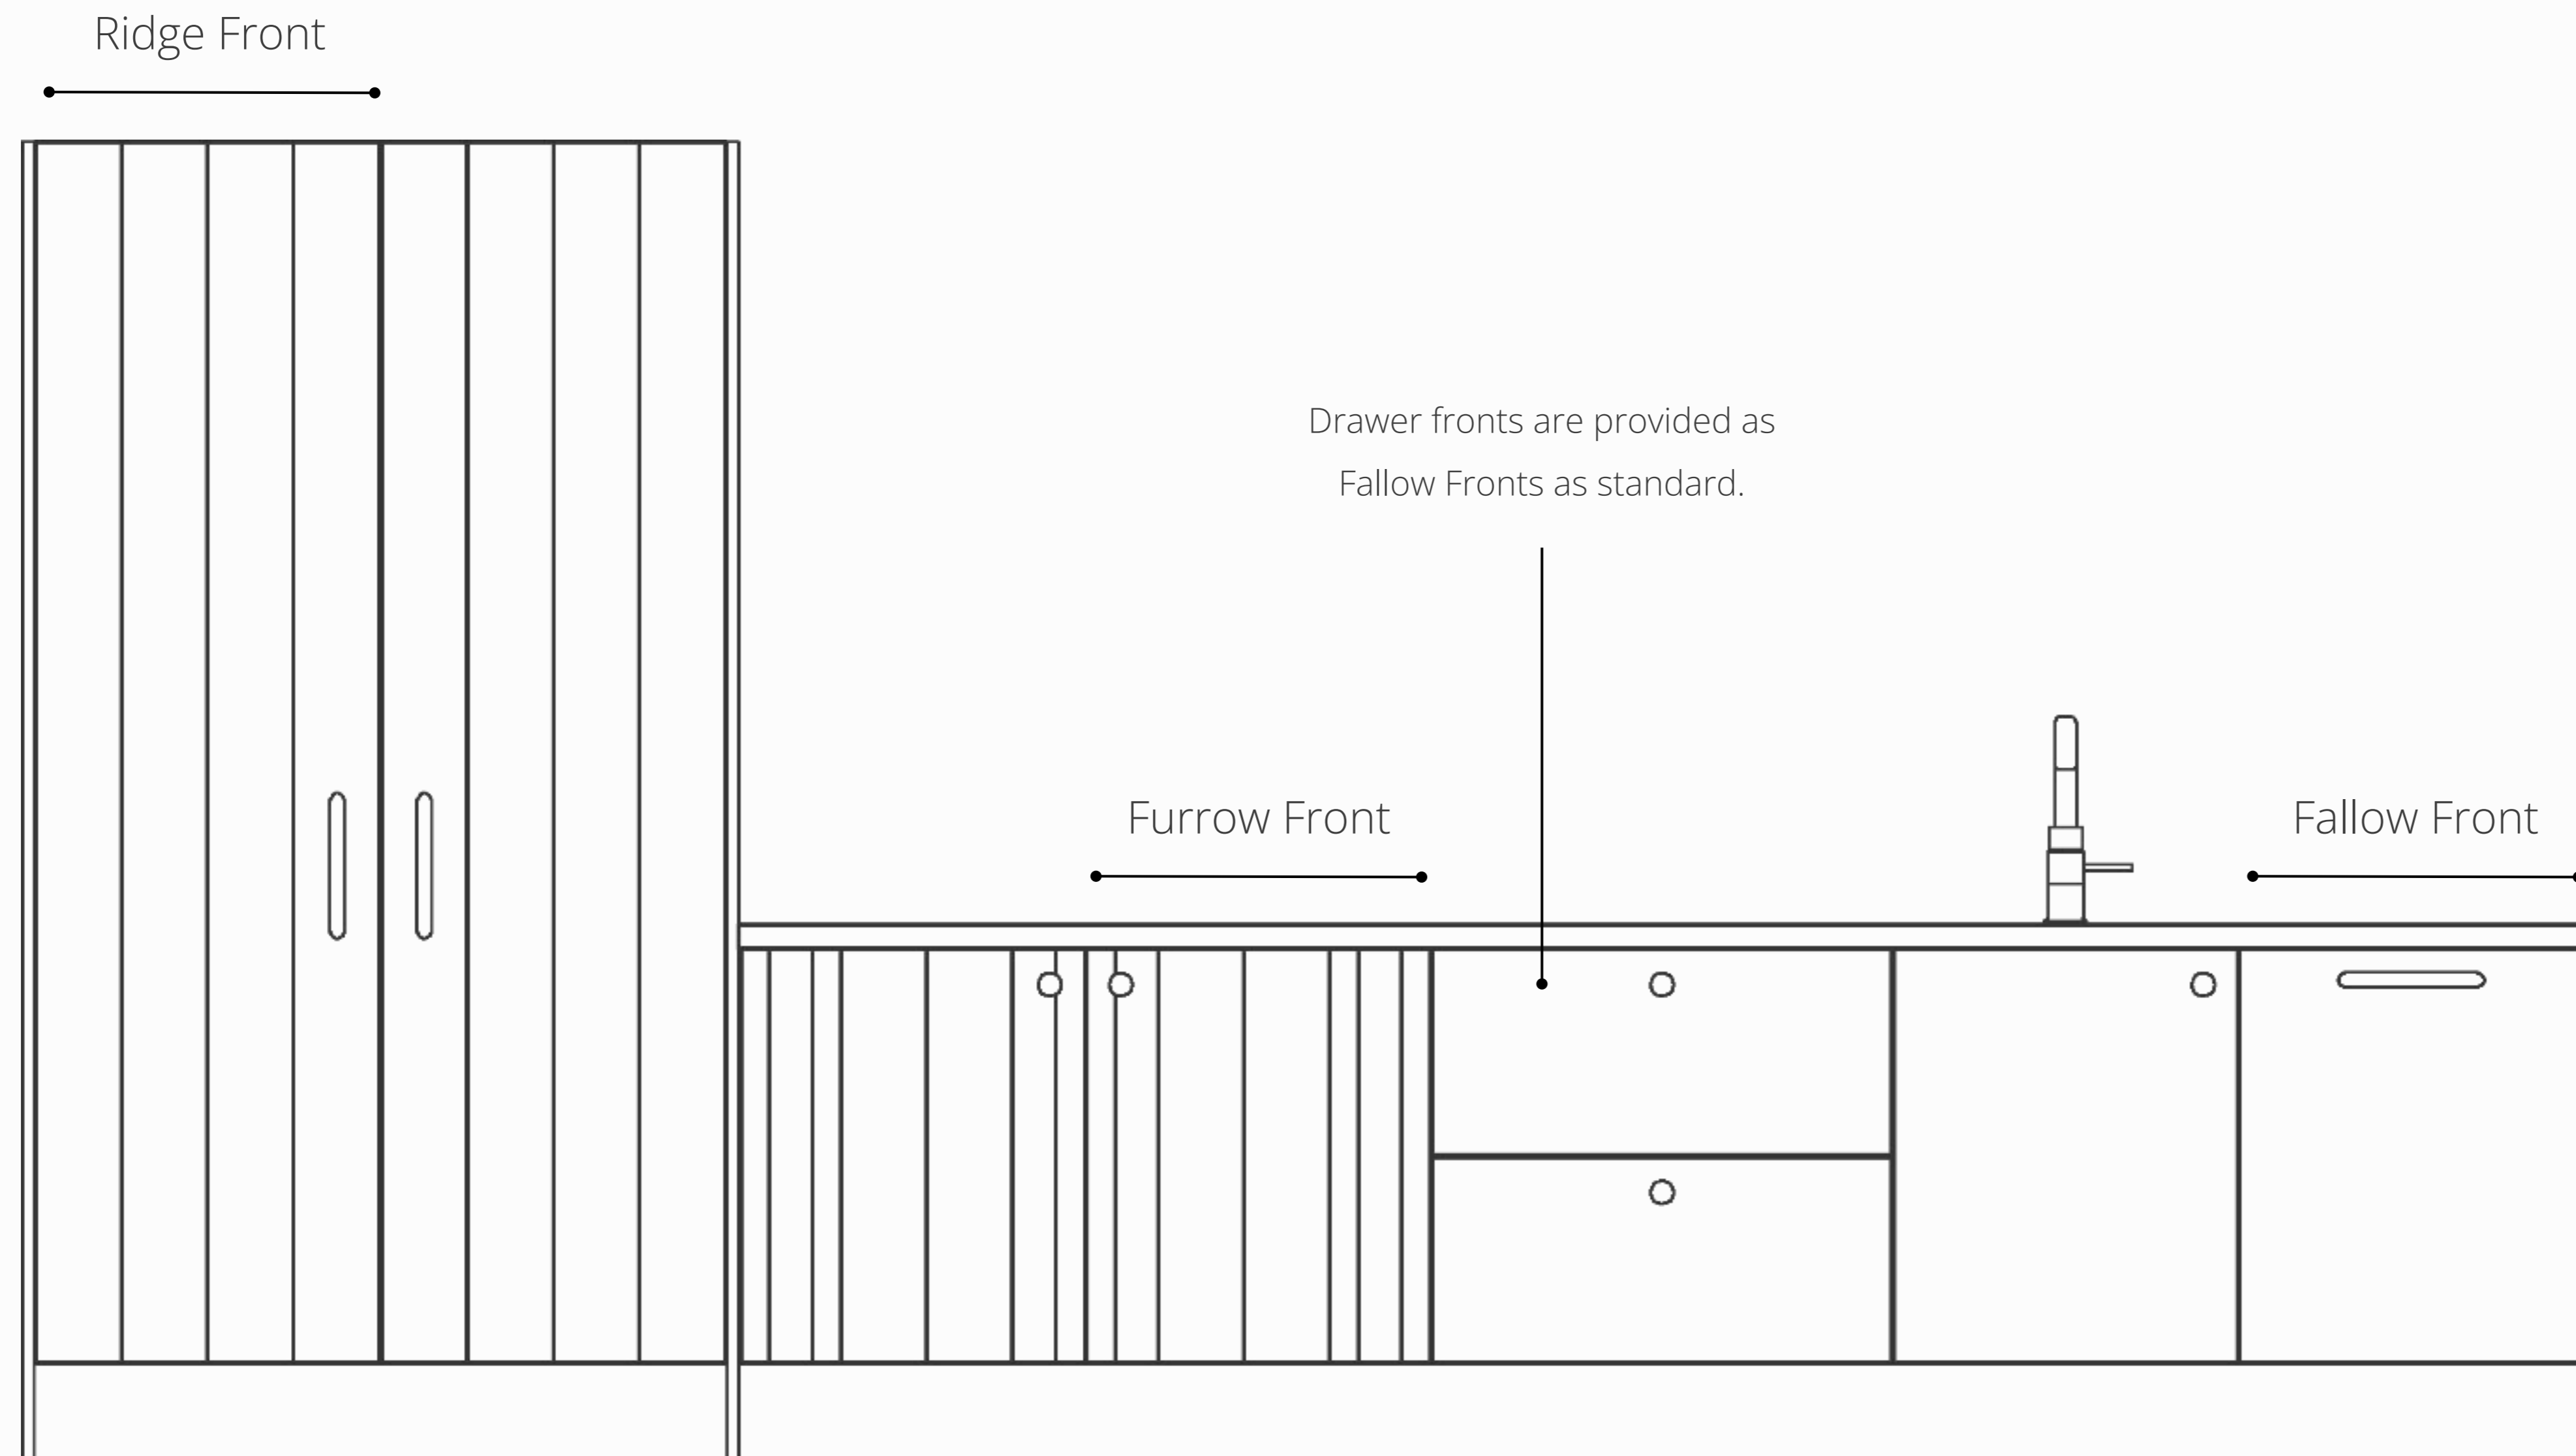 Ridge Front
Drawer fronts are provided as
Fallow Fronts as standard.
Furrow Front
Fallow Front